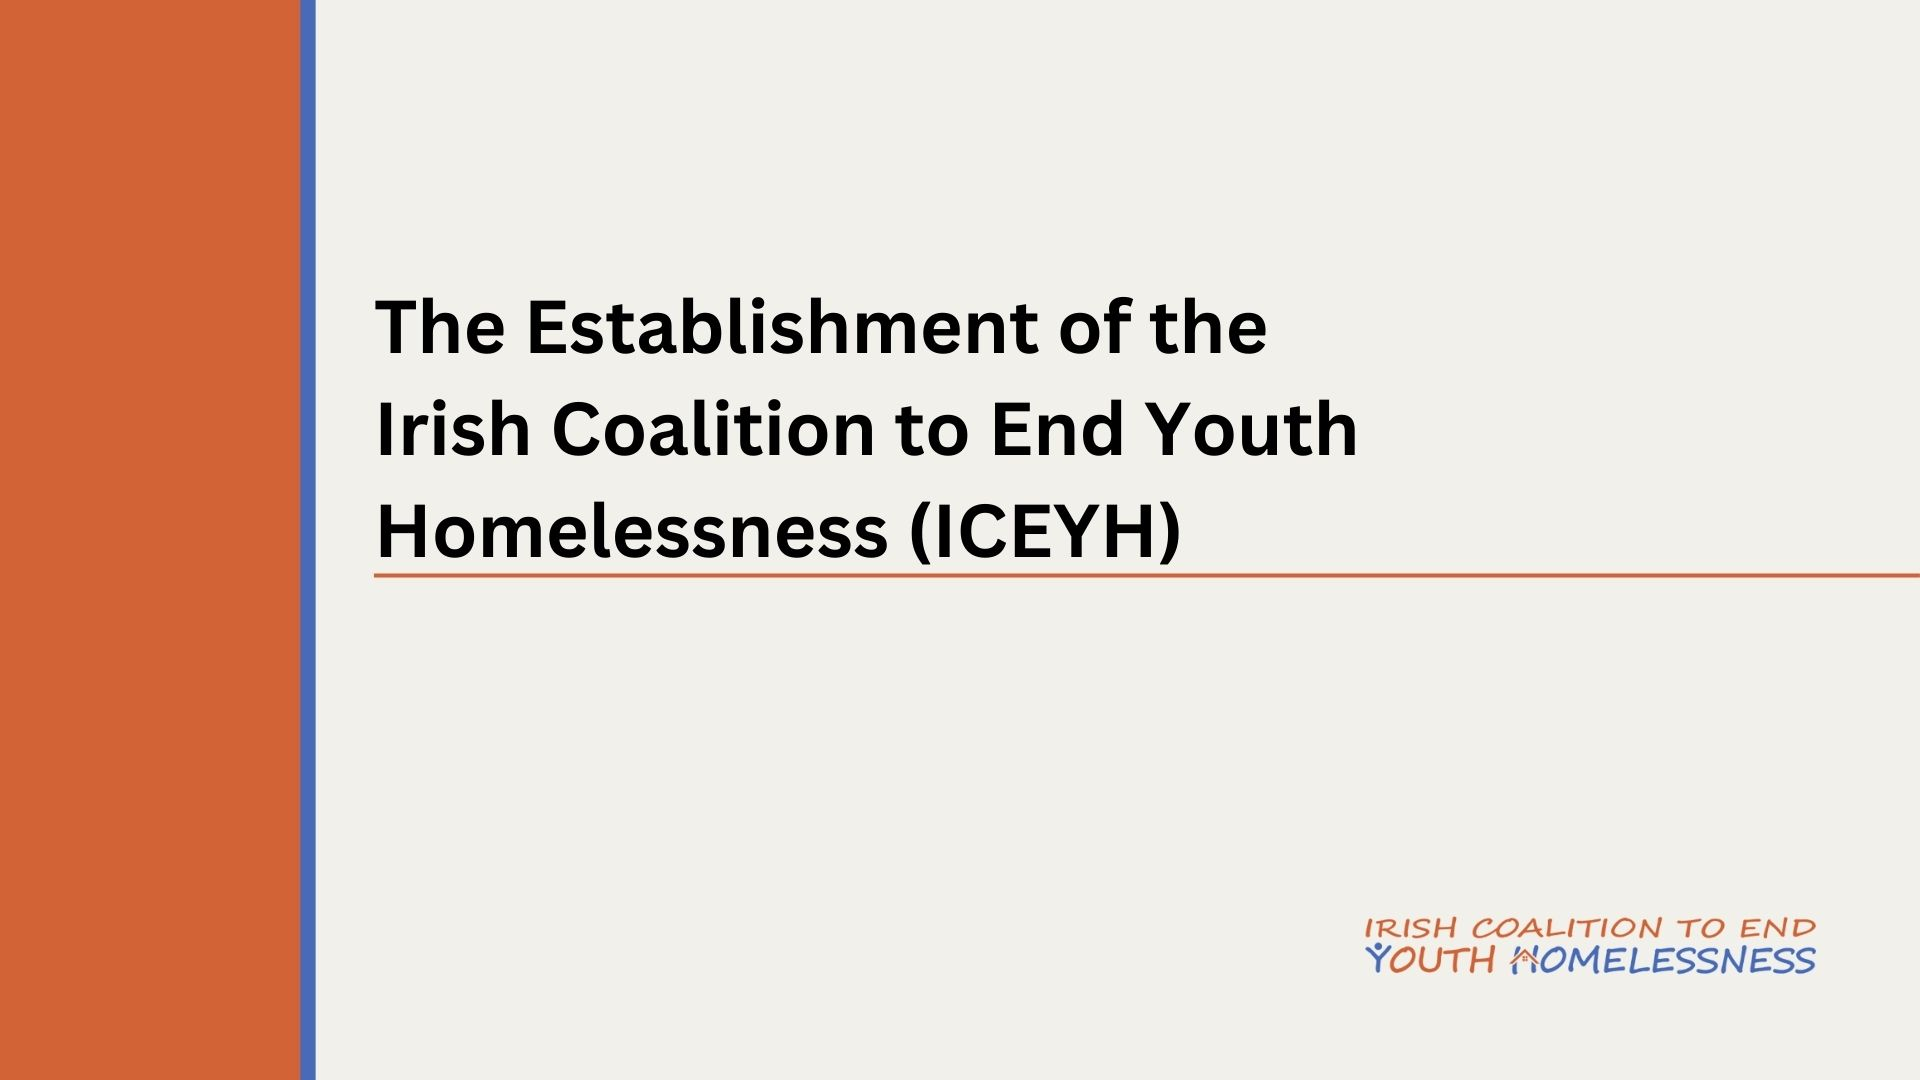 The Establishment of the
Irish Coalition to End Youth
Homelessness (ICEYH)
IRISH COALITION TO END
YOUTH HOMELESSNESS